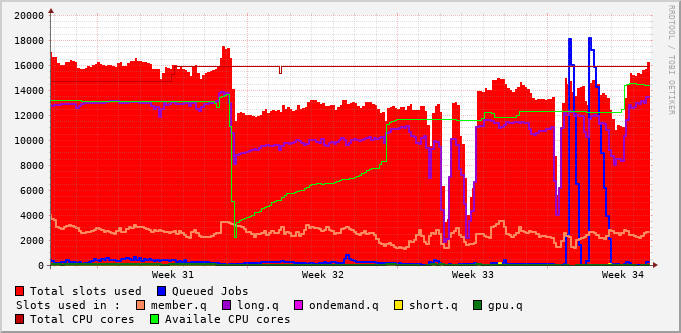 20000
18000
16000
14000
12000
10000
8000
6000
4000
2000
0
Week 31 Week 32 Week 33 Week 34
RRDTOOL / TOBI OETIKER
Total slots used Queued Jobs
Slots used in : member.q long.q ondemand.q short.q gpu.q
Total CPU cores Availale CPU cores